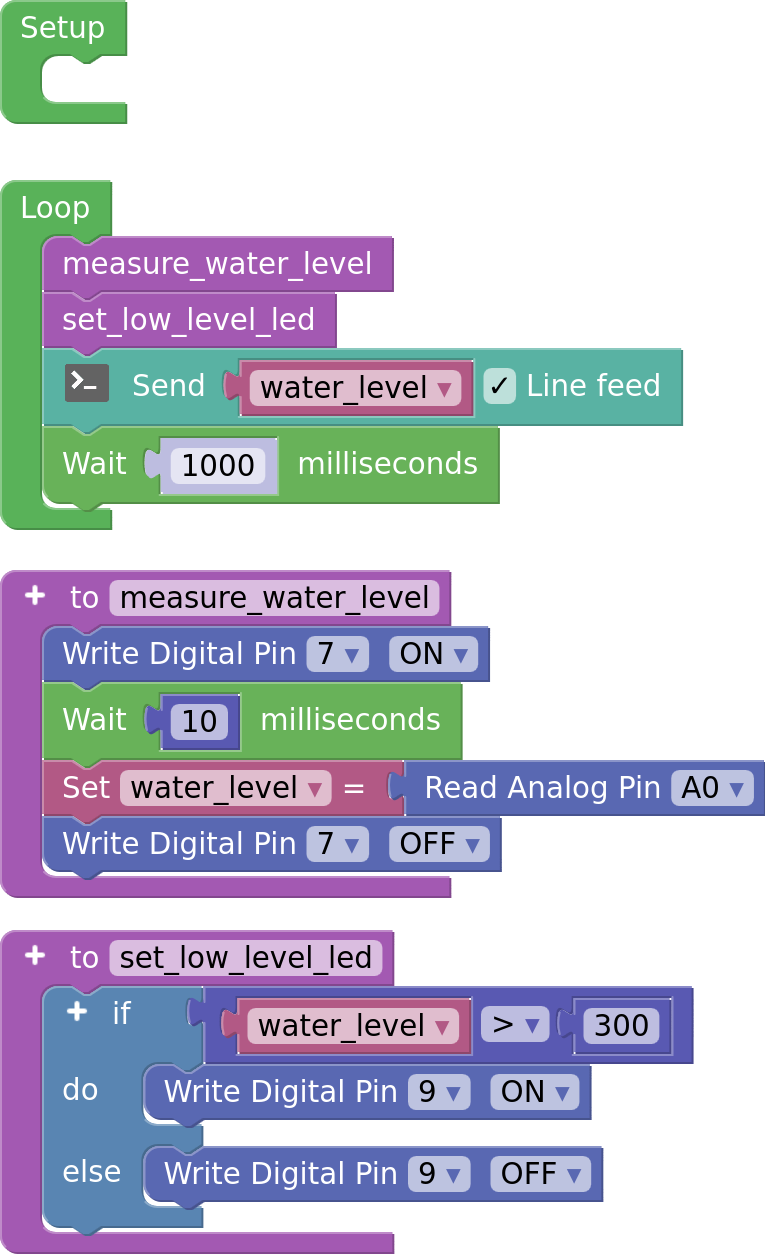 Setup
Loop
measure_water_level
set_low_level_led
>_ Send water_level ▾ ✓ Line feed
Wait 1000 milliseconds
+ to measure_water_level
Write Digital Pin 7 ▾ ON ▾
Wait 10 milliseconds
Set water_level ▾ = Read Analog Pin A0 ▾
Write Digital Pin 7 ▾ OFF ▾
+ to set_low_level_led
+ if water_level ▾ > ▾ 300
do Write Digital Pin 9 ▾ ON ▾
else Write Digital Pin 9 ▾ OFF ▾